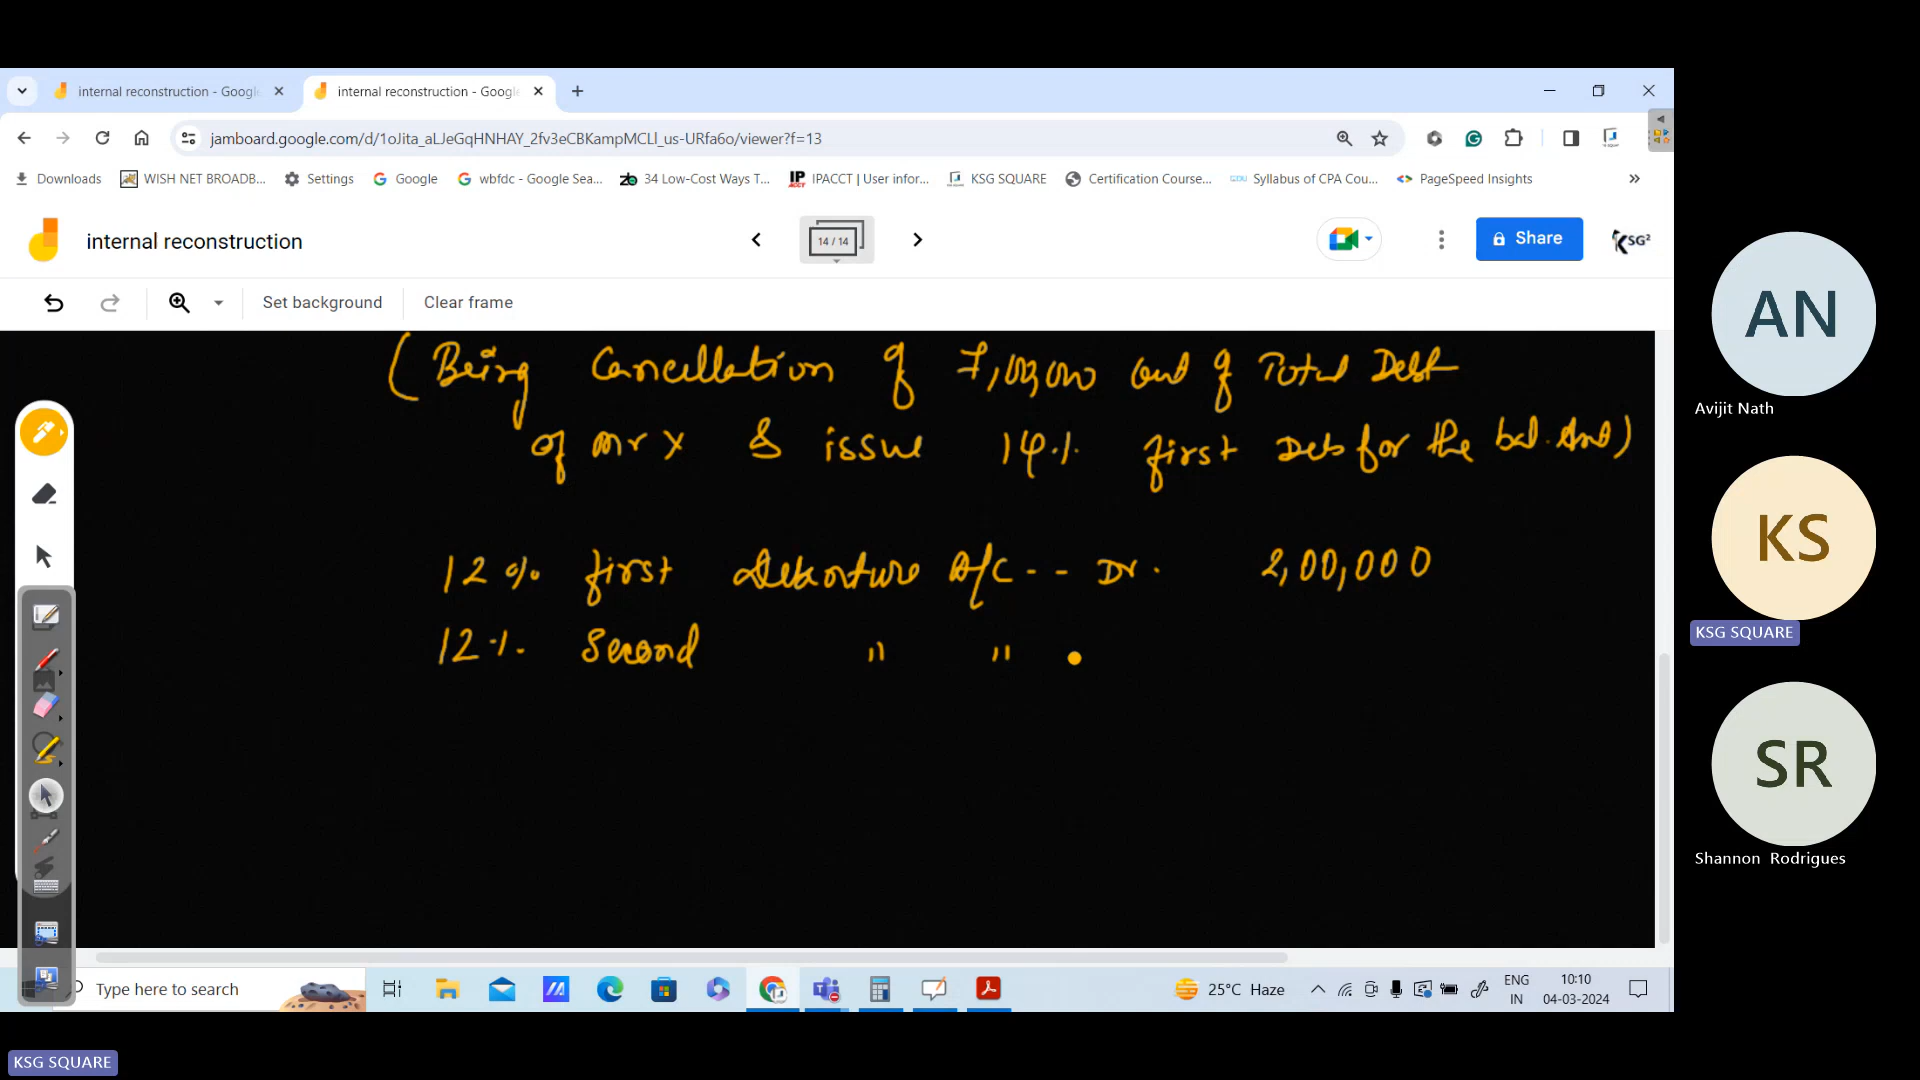 internal reconstruction - Googl
internal reconstruction - Google
jamboard.google.com/d/1oJita_aLJeGqHNHAY_2fv3eCBKampMCLl_us-URfa6o/viewer?f=13
Downloads
WISH NET BROADB...
Settings
Google
wbfdc - Google Sea...
34 Low-Cost Ways T...
IPACCT | User infor...
KSG SQUARE
Certification Course...
Syllabus of CPA Cou...
PageSpeed Insights
internal reconstruction
14 / 14
Share
KSG²
Set background
Clear frame
(Being Cancellation of 7,00,000 out of Total Debt
of mr X & issue 14% first Deb for the bal. Amt)
12% first Debenture A/C -- Dr. 2,00,000
12% Second " "
AN
Avijit Nath
KS
KSG SQUARE
SR
Shannon Rodrigues
Type here to search
25°C Haze
ENG
IN
10:10
04-03-2024
KSG SQUARE